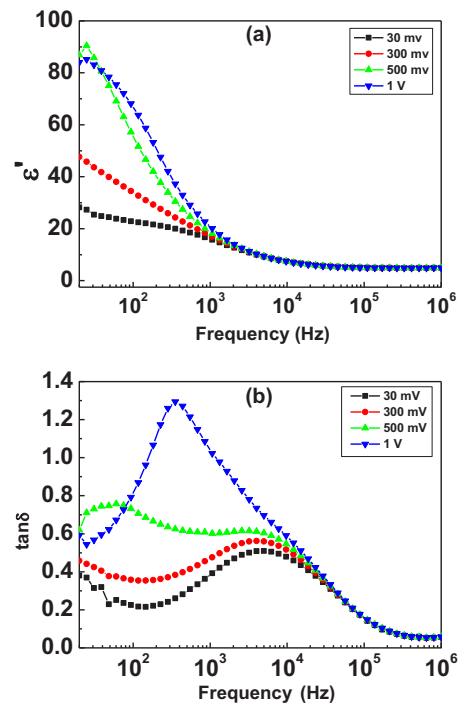 (a)
30 mv
300 mv
500 mv
1 V
100
80
60
40
20
0
ε'
10² 10³ 10⁴ 10⁵ 10⁶
Frequency (Hz)
(b)
30 mV
300 mV
500 mV
1 V
1.4
1.2
1.0
0.8
0.6
0.4
0.2
0.0
tanδ
10² 10³ 10⁴ 10⁵ 10⁶
Frequency (Hz)